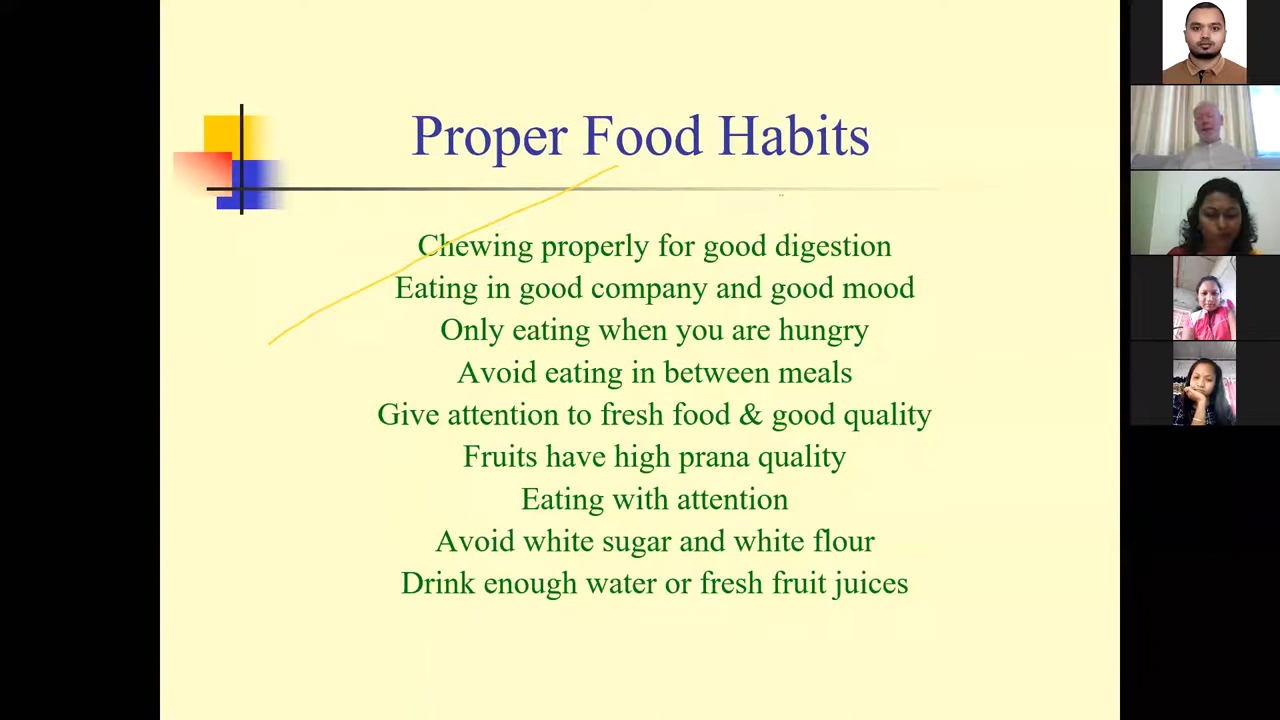 Proper Food Habits
Chewing properly for good digestion
Eating in good company and good mood
Only eating when you are hungry
Avoid eating in between meals
Give attention to fresh food & good quality
Fruits have high prana quality
Eating with attention
Avoid white sugar and white flour
Drink enough water or fresh fruit juices